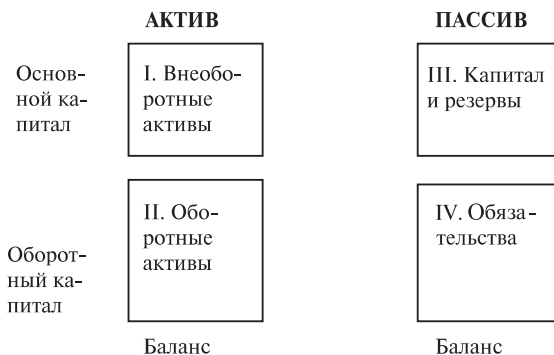 АКТИВ
ПАССИВ
Основ-
ной ка-
питал
I. Внеобо-
ротные
активы
III. Капитал
и резервы
Оборот-
ный ка-
питал
II. Обо-
ротные
активы
IV. Обяза-
тельства
Баланс
Баланс